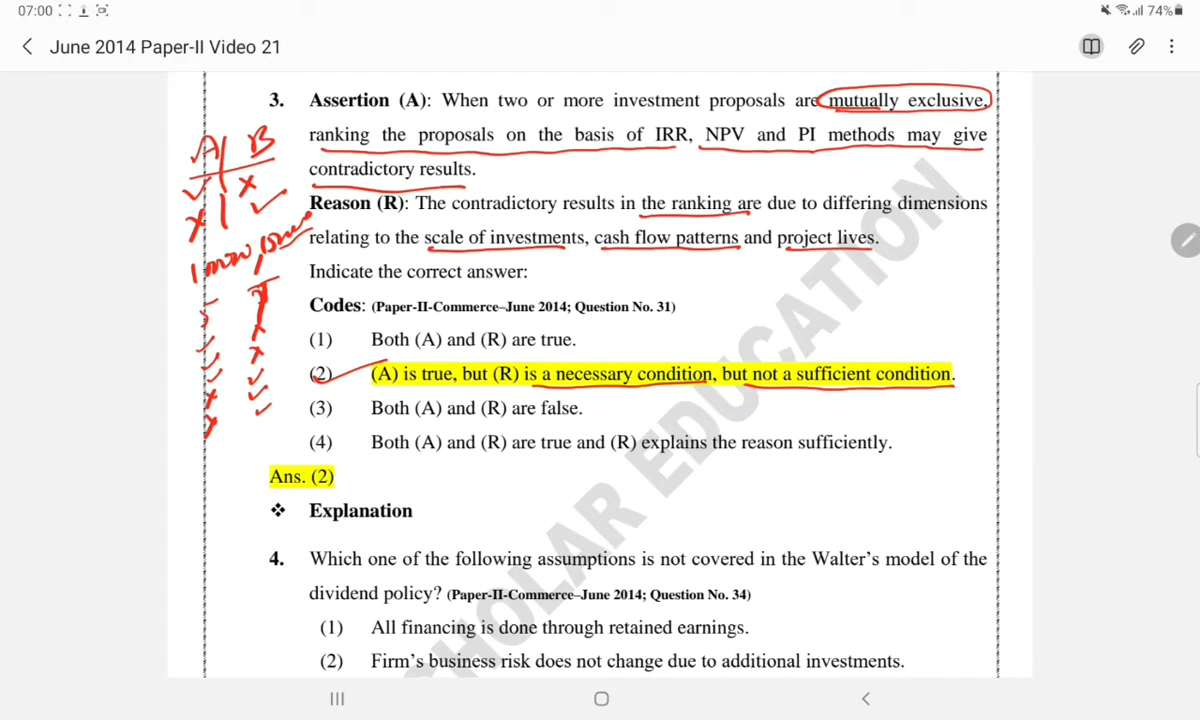 07:00 74%
June 2014 Paper-II Video 21
3. Assertion (A): When two or more investment proposals are mutually exclusive,
ranking the proposals on the basis of IRR, NPV and PI methods may give
contradictory results.
A B
Reason (R): The contradictory results in the ranking are due to differing dimensions
relating to the scale of investments, cash flow patterns and project lives.
Indicate the correct answer:
Codes: (Paper-II-Commerce–June 2014; Question No. 31)
(1) Both (A) and (R) are true.
(2) (A) is true, but (R) is a necessary condition, but not a sufficient condition.
(3) Both (A) and (R) are false.
(4) Both (A) and (R) are true and (R) explains the reason sufficiently.
Ans. (2)
❖ Explanation
4. Which one of the following assumptions is not covered in the Walter's model of the
dividend policy? (Paper-II-Commerce–June 2014; Question No. 34)
(1) All financing is done through retained earnings.
(2) Firm's business risk does not change due to additional investments.
SCHOLAR EDUCATION